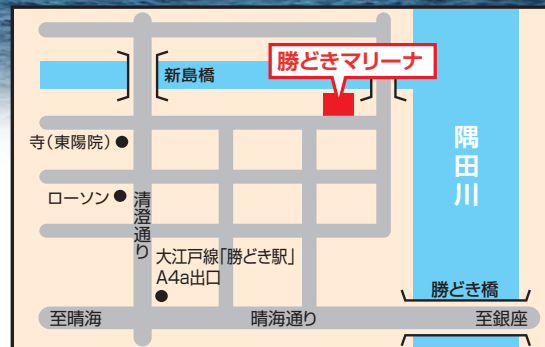 新島橋
勝どきマリーナ
寺(東陽院)
隅田川
ローソン
清澄通り
大江戸線「勝どき駅」
A4a出口
勝どき橋
至晴海
晴海通り
至銀座